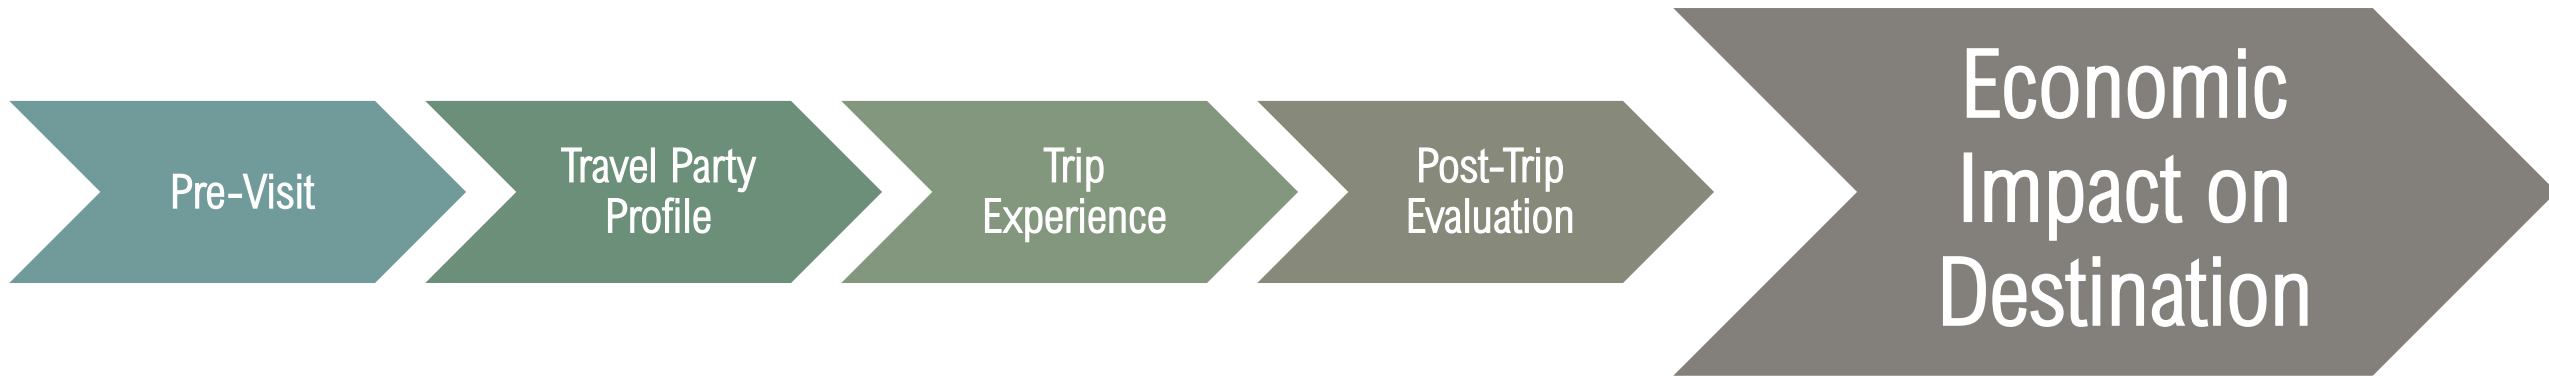 Pre-Visit
Travel Party
Profile
Trip
Experience
Post-Trip
Evaluation
Economic
Impact on
Destination